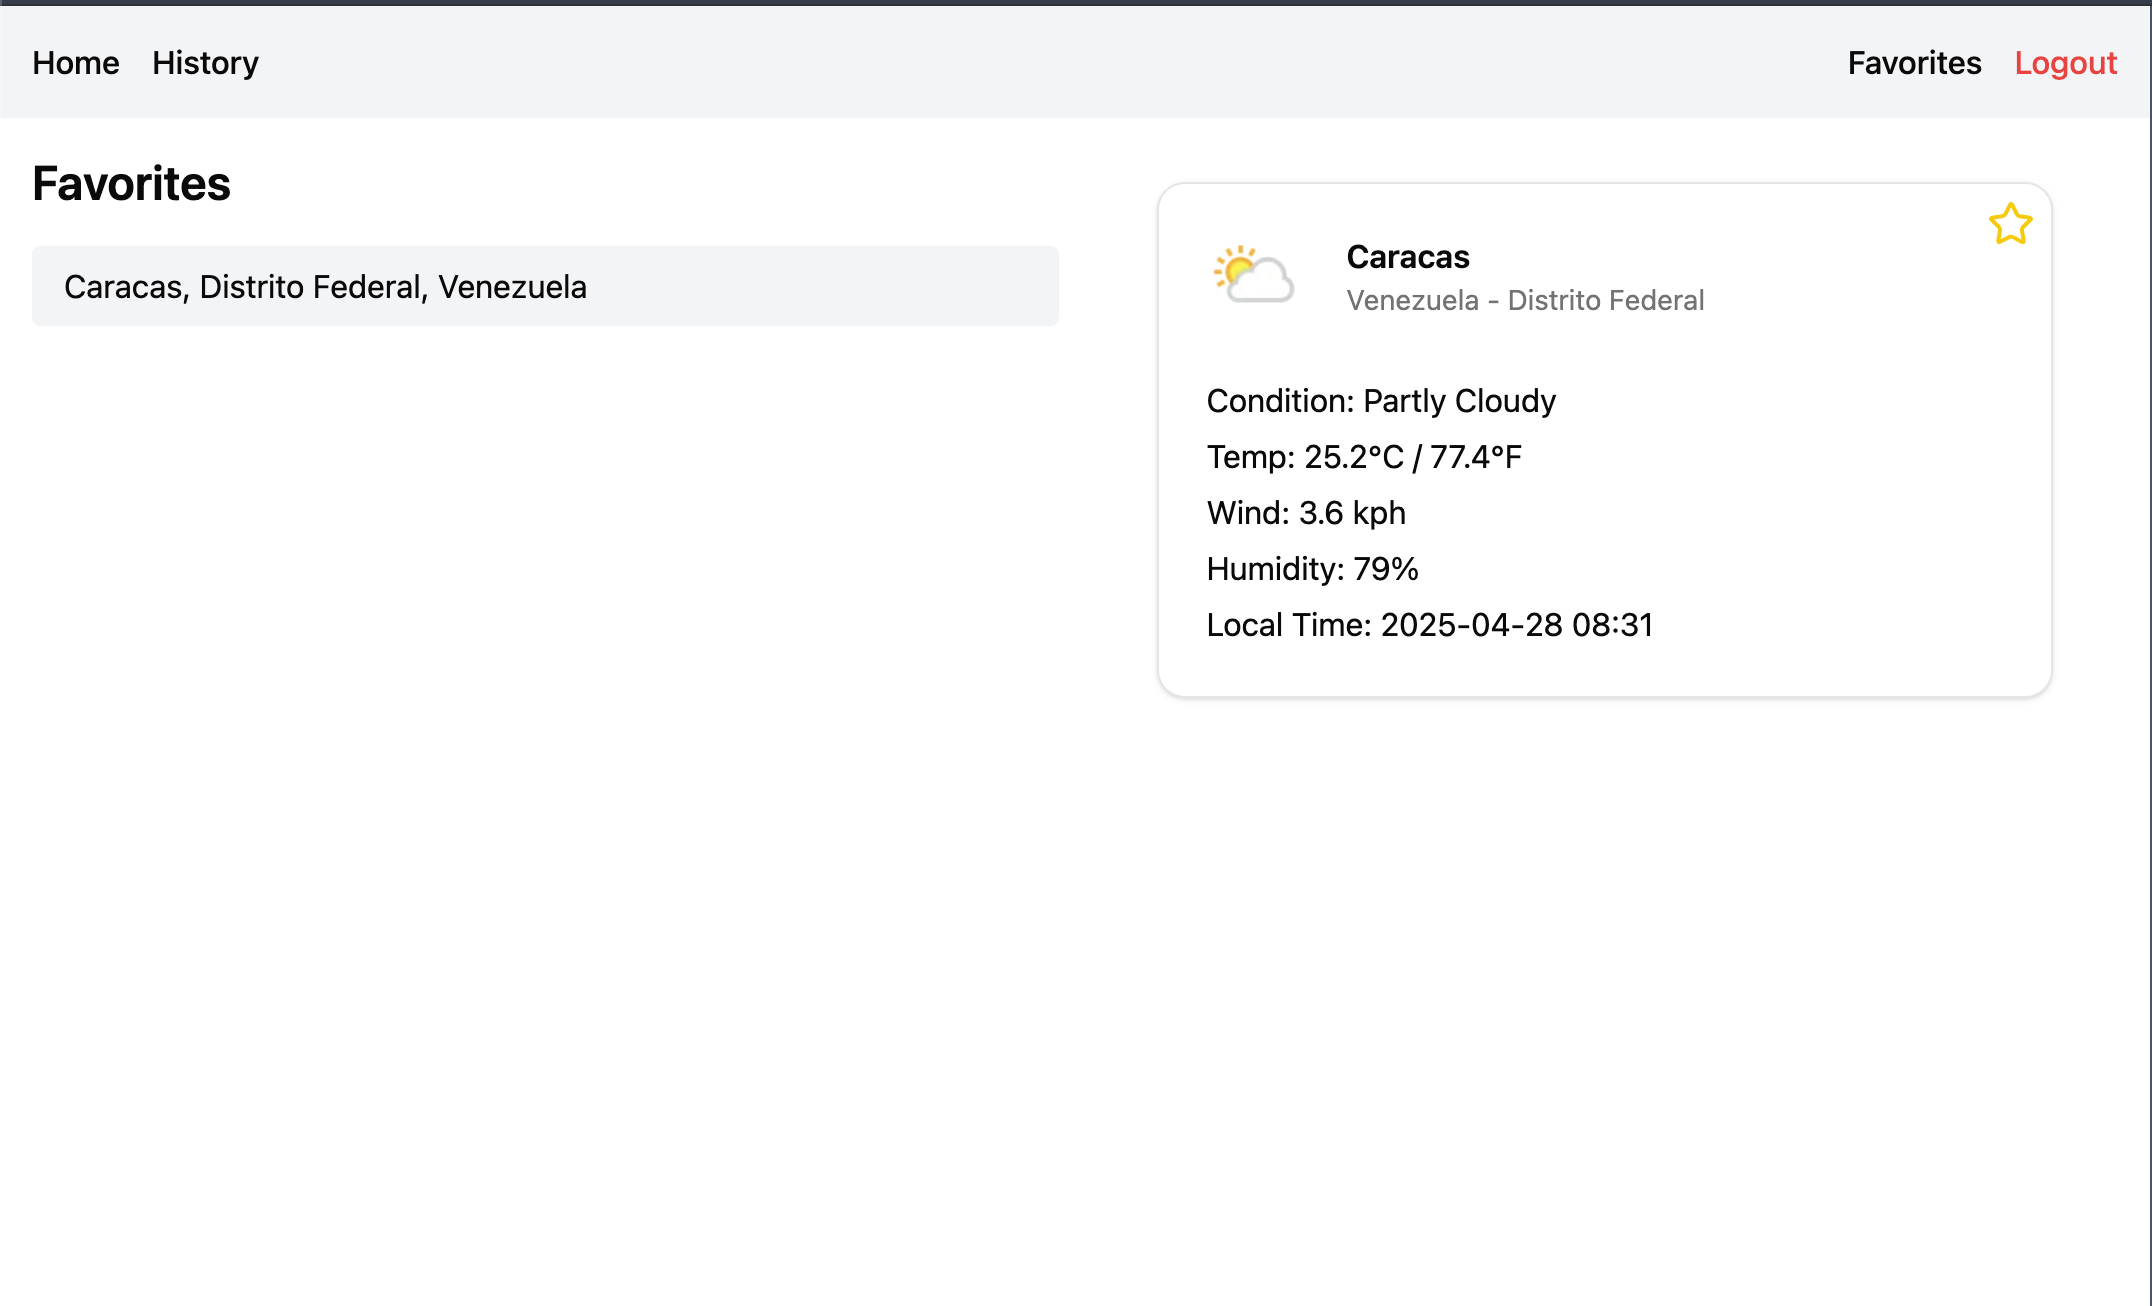 Home History Favorites Logout
Favorites
Caracas, Distrito Federal, Venezuela
Caracas
Venezuela - Distrito Federal
Condition: Partly Cloudy
Temp: 25.2°C / 77.4°F
Wind: 3.6 kph
Humidity: 79%
Local Time: 2025-04-28 08:31